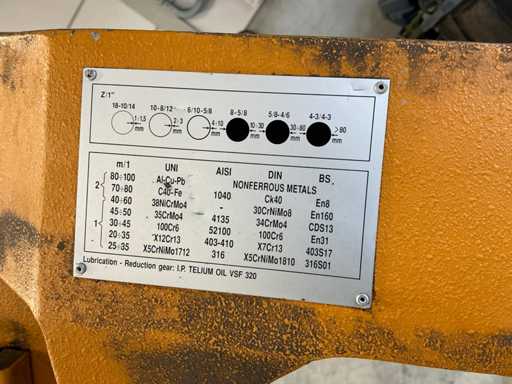 Z/1"
18-10/14 10-8/12 6/10-5/8 8-5/8 5/8-4/6 4-3/4-3
1÷1,5 mm 2÷3 mm 4÷10 mm 10÷30 mm 30÷80 mm >80 mm
m/1 UNI AISI DIN BS
2 80÷100 Al-Cu-Pb NONFERROUS METALS
70÷80 C40-Fe 1040 Ck40 En8
40÷60 38NiCrMo4 30CrNiMo8 En160
1 45÷50 35CrMo4 4135 34CrMo4 CDS13
30÷45 100Cr6 52100 100Cr6 En31
20÷35 X12Cr13 403-410 X7Cr13 403S17
25÷35 X5CrNiMo1712 316 X5CrNiMo1810 316S01
Lubrication - Reduction gear: I.P. TELIUM OIL VSF 320